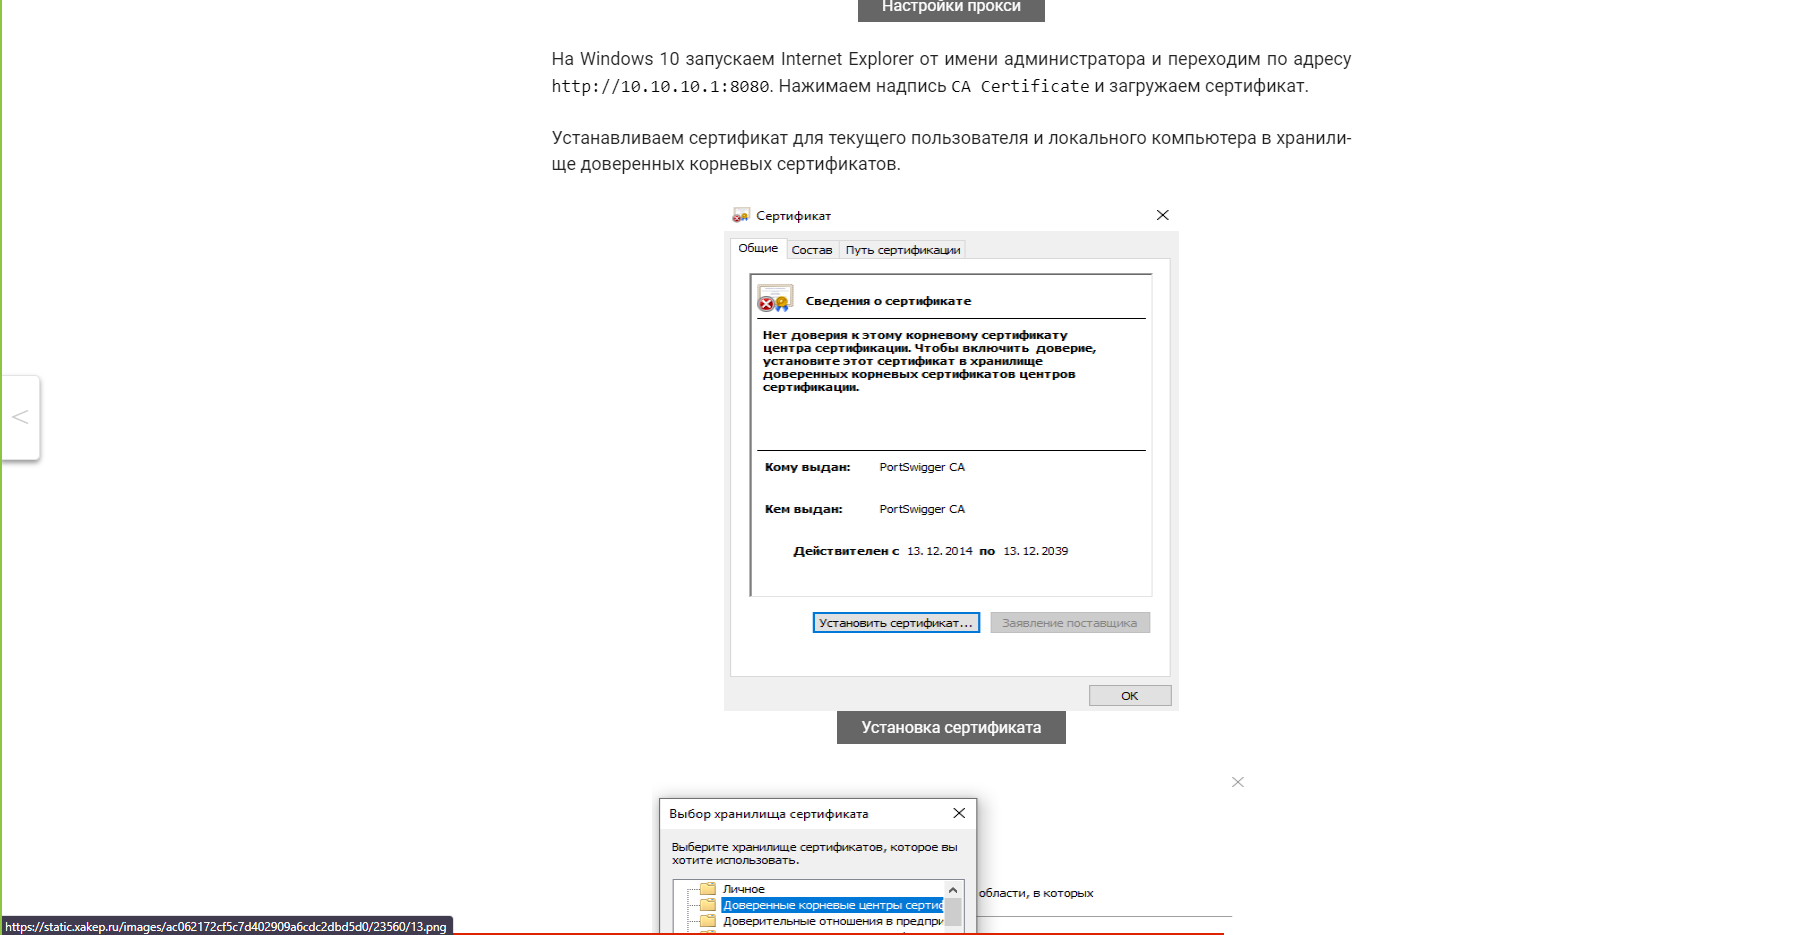 Настройки прокси
На Windows 10 запускаем Internet Explorer от имени администратора и переходим по адресу
http://10.10.10.1:8080. Нажимаем надпись CA Certificate и загружаем сертификат.
Устанавливаем сертификат для текущего пользователя и локального компьютера в хранили-
ще доверенных корневых сертификатов.
Сертификат
Общие Состав Путь сертификации
Сведения о сертификате
Нет доверия к этому корневому сертификату
центра сертификации. Чтобы включить доверие,
установите этот сертификат в хранилище
доверенных корневых сертификатов центров
сертификации.
Кому выдан: PortSwigger CA
Кем выдан: PortSwigger CA
Действителен с 13.12.2014 по 13.12.2039
Установить сертификат... Заявление поставщика
OK
Установка сертификата
<
Выбор хранилища сертификата
Выберите хранилище сертификатов, которое вы
хотите использовать.
Личное
области, в которых
Доверенные корневые центры сертиф
Доверительные отношения в предпри
https://static.xakep.ru/images/ac062172cf5c7d402909a6cdc2dbd5d0/23560/13.png